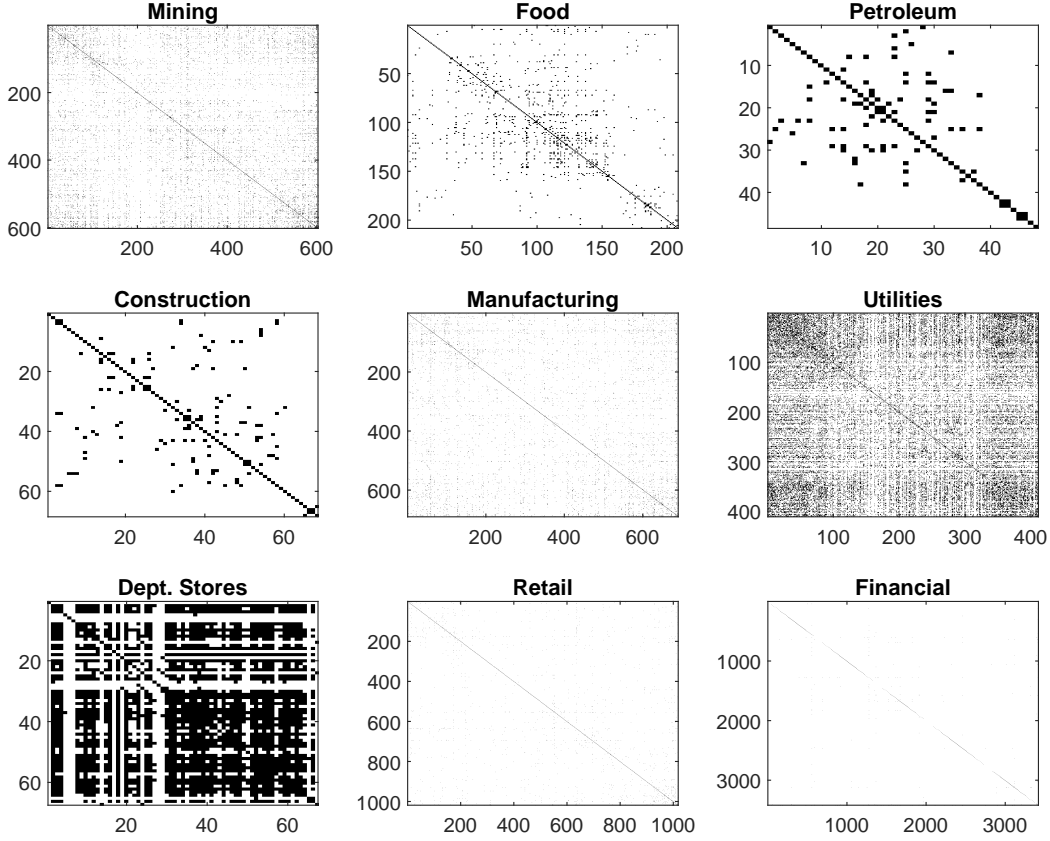 Mining
200
400
600
200 400 600
Food
50
100
150
200
50 100 150 200
Petroleum
10
20
30
40
10 20 30 40
Construction
20
40
60
20 40 60
Manufacturing
200
400
600
200 400 600
Utilities
100
200
300
400
100 200 300 400
Dept. Stores
20
40
60
20 40 60
Retail
200
400
600
800
1000
200 400 600 800 1000
Financial
1000
2000
3000
1000 2000 3000